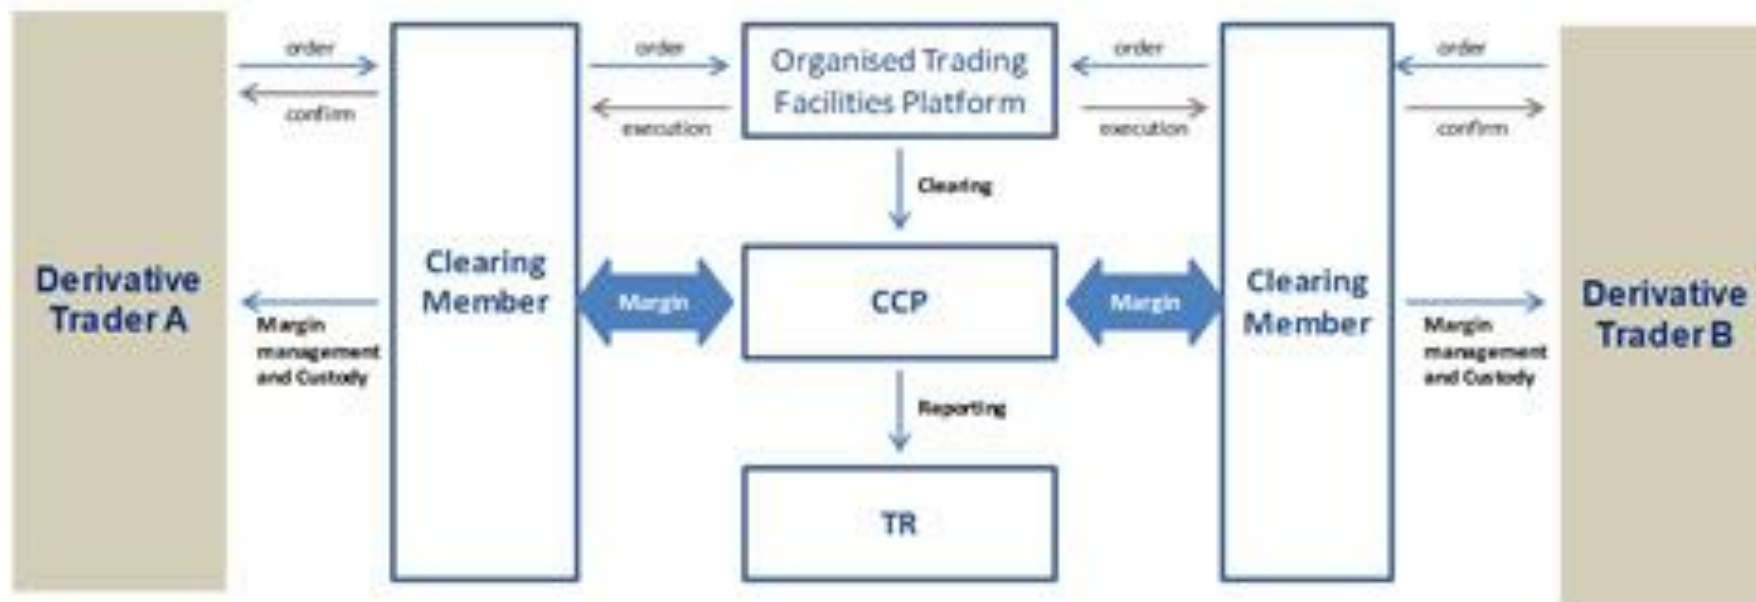 order
order
Organised Trading
Facilities Platform
order
order
confirm
execution
execution
confirm
Clearing
Derivative
Trader A
Clearing
Member
Margin
CCP
Margin
Clearing
Member
Derivative
Trader B
Margin
management
and Custody
Margin
management
and Custody
Reporting
TR